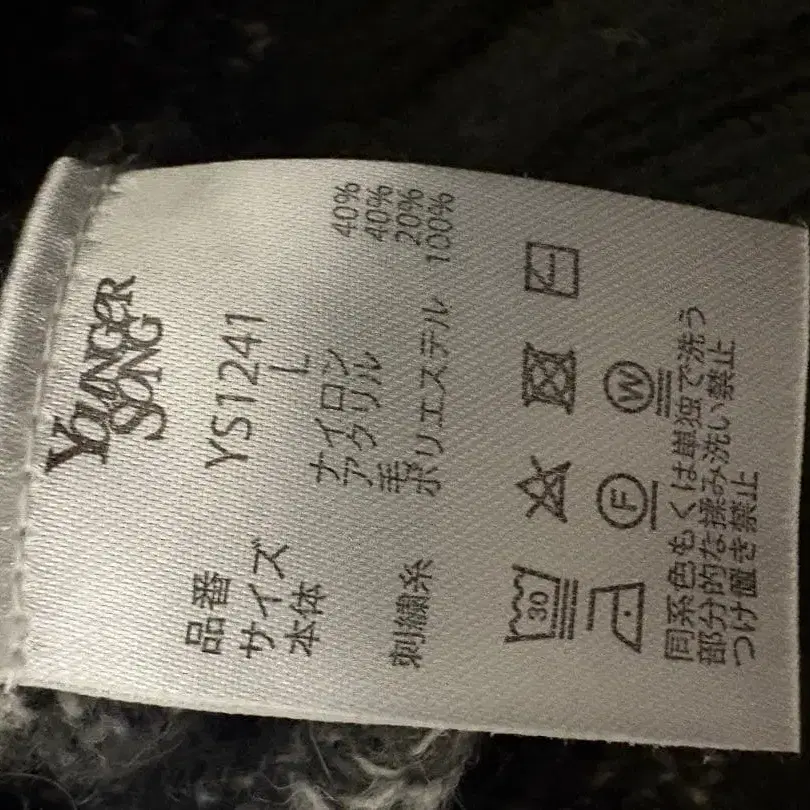 YOUNGER
SONG
品番 YS1241
サイズ L
本体 ナイロン 40%
アクリル 40%
毛 20%
刺繍糸 ポリエステル 100%
30
F W
同系色もくは単独で洗う
部分的な揉み洗い禁止
つけ置き禁止